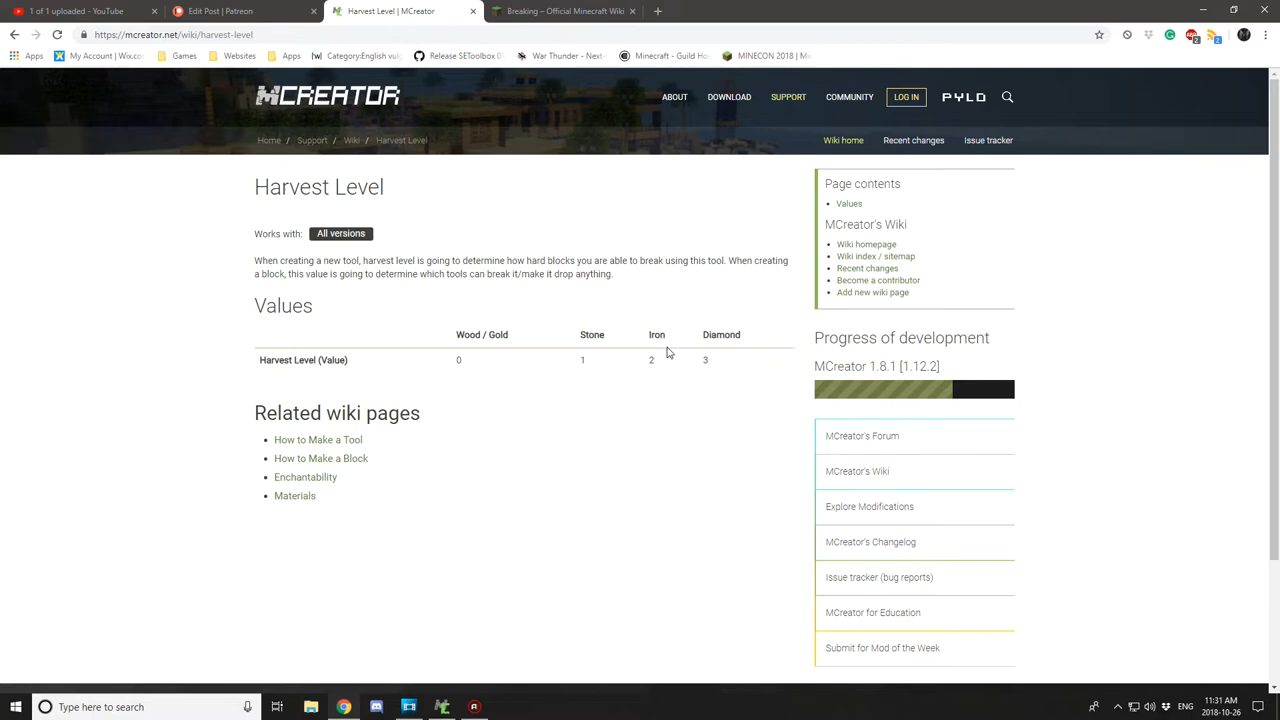 1 of 1 uploaded - YouTube
Edit Post | Patreon
Harvest Level | MCreator
Breaking – Official Minecraft Wiki
https://mcreator.net/wiki/harvest-level
Apps
My Account | Wix.co
Games
Websites
Apps
Category:English vulg
Release SEToolbox 0
War Thunder - Next-
Minecraft - Guild Ho
MINECON 2018 | Mi
MCREATOR
ABOUT
DOWNLOAD
SUPPORT
COMMUNITY
LOG IN
PYLO
Home / Support / Wiki / Harvest Level
Wiki home
Recent changes
Issue tracker
Harvest Level
Works with: All versions
When creating a new tool, harvest level is going to determine how hard blocks you are able to break using this tool. When creating
a block, this value is going to determine which tools can break it/make it drop anything.
Values
Wood / Gold Stone Iron Diamond
Harvest Level (Value) 0 1 2 3
Related wiki pages
How to Make a Tool
How to Make a Block
Enchantability
Materials
Page contents
Values
MCreator's Wiki
Wiki homepage
Wiki index / sitemap
Recent changes
Become a contributor
Add new wiki page
Progress of development
MCreator 1.8.1 [1.12.2]
MCreator's Forum
MCreator's Wiki
Explore Modifications
MCreator's Changelog
Issue tracker (bug reports)
MCreator for Education
Submit for Mod of the Week
Type here to search
ENG
11:31 AM
2018-10-26